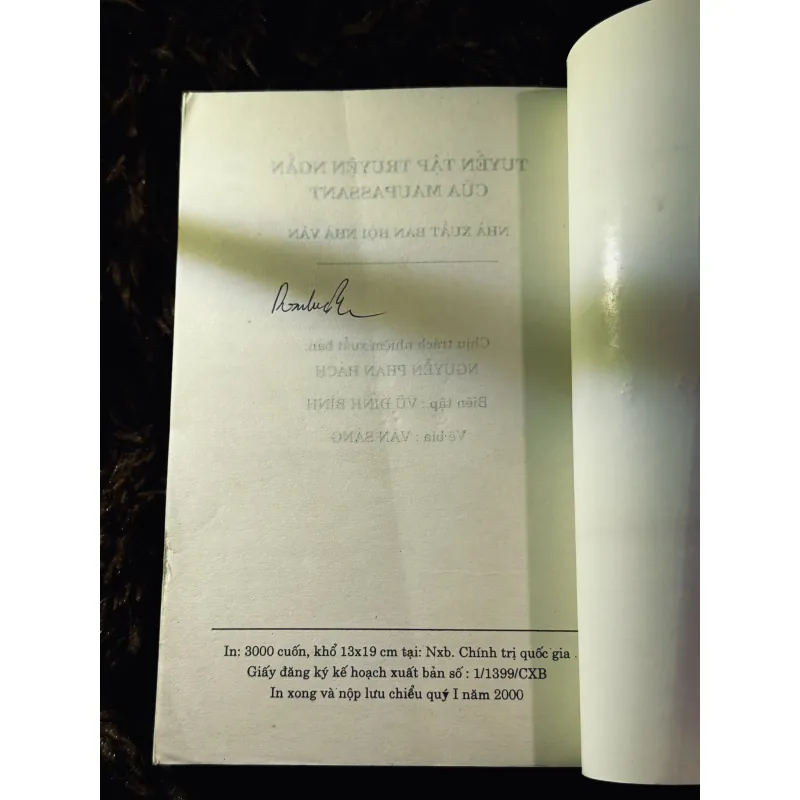 TUYỂN TẬP TRUYỆN NGẮN
CỦA MAUPASSANT
NHÀ XUẤT BẢN HỘI NHÀ VĂN
Chịu trách nhiệm xuất bản:
NGUYỄN PHAN HÁCH
Biên tập : VŨ ĐÌNH BÌNH
Vẽ bìa : VĂN SÁNG
In: 3000 cuốn, khổ 13x19 cm tại: Nxb. Chính trị quốc gia .
Giấy đăng ký kế hoạch xuất bản số : 1/1399/CXB
In xong và nộp lưu chiểu quý I năm 2000